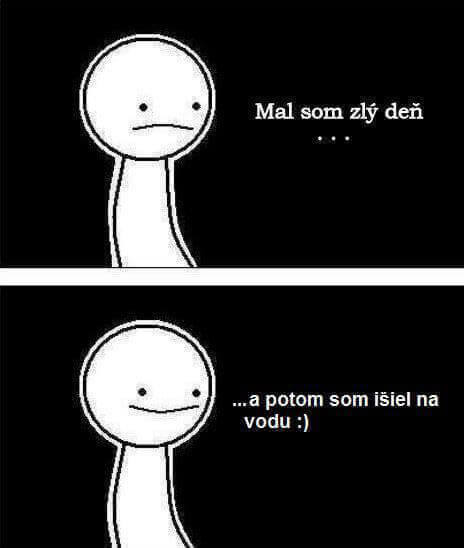 Mal som zlý deň
. . .
...a potom som išiel na
vodu :)